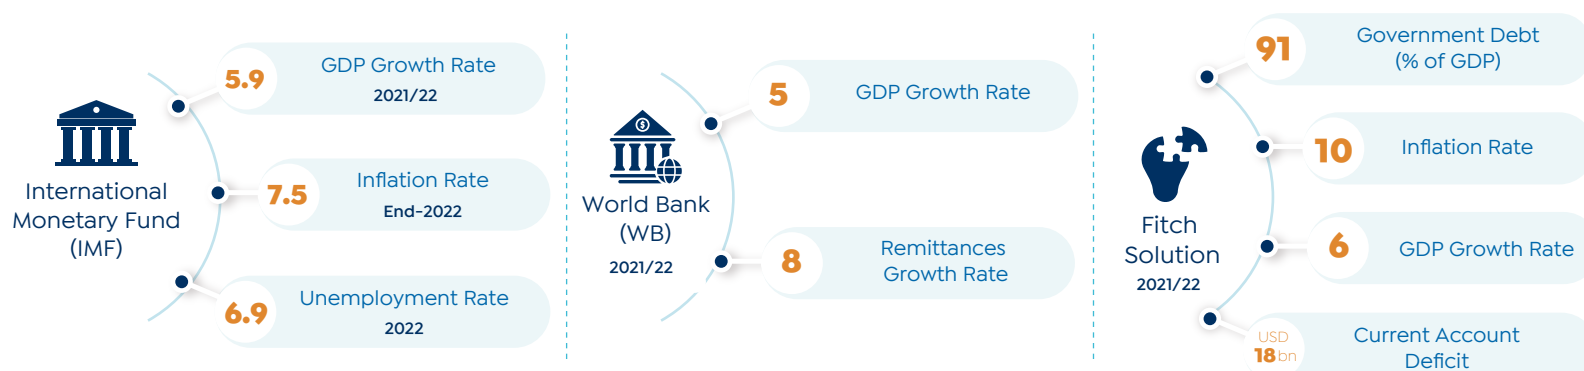 International
Monetary Fund
(IMF)
5.9
GDP Growth Rate
2021/22
7.5
Inflation Rate
End-2022
6.9
Unemployment Rate
2022
World Bank
(WB)
2021/22
5
GDP Growth Rate
8
Remittances
Growth Rate
Fitch
Solution
2021/22
91
Government Debt
(% of GDP)
10
Inflation Rate
6
GDP Growth Rate
USD
18 bn
Current Account
Deficit